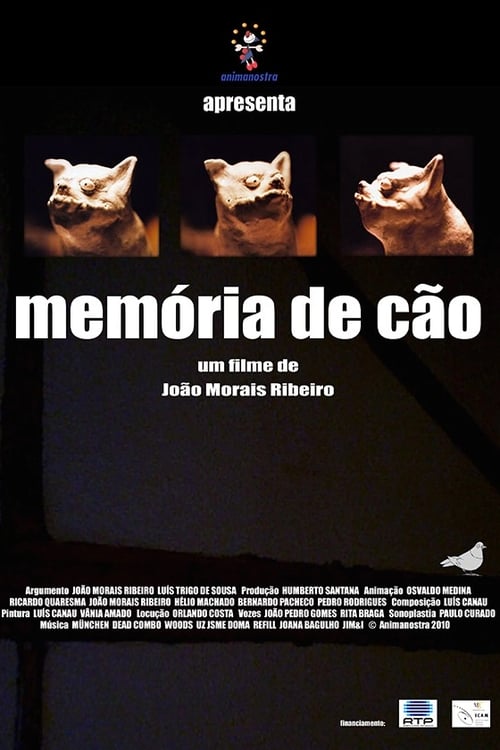 animanostra
apresenta
memória de cão
um filme de
João Morais Ribeiro
Argumento JOÃO MORAIS RIBEIRO LUÍS TRIGO DE SOUSA Produção HUMBERTO SANTANA Animação OSVALDO MEDINA
RICARDO QUARESMA JOÃO MORAIS RIBEIRO HÉLIO MACHADO BERNARDO PACHECO PEDRO RODRIGUES Composição LUÍS CANAU
Pintura LUÍS CANAU VÂNIA AMADO Locução ORLANDO COSTA Vozes JOÃO PEDRO GOMES RITA BRAGA Sonoplastia PAULO CURADO
Música MÜNCHEN DEAD COMBO WOODS UZ JSME DOMA REFILL JOANA BAGULHO JIM&I © Animanostra 2010
financiamento: RTP ICAM